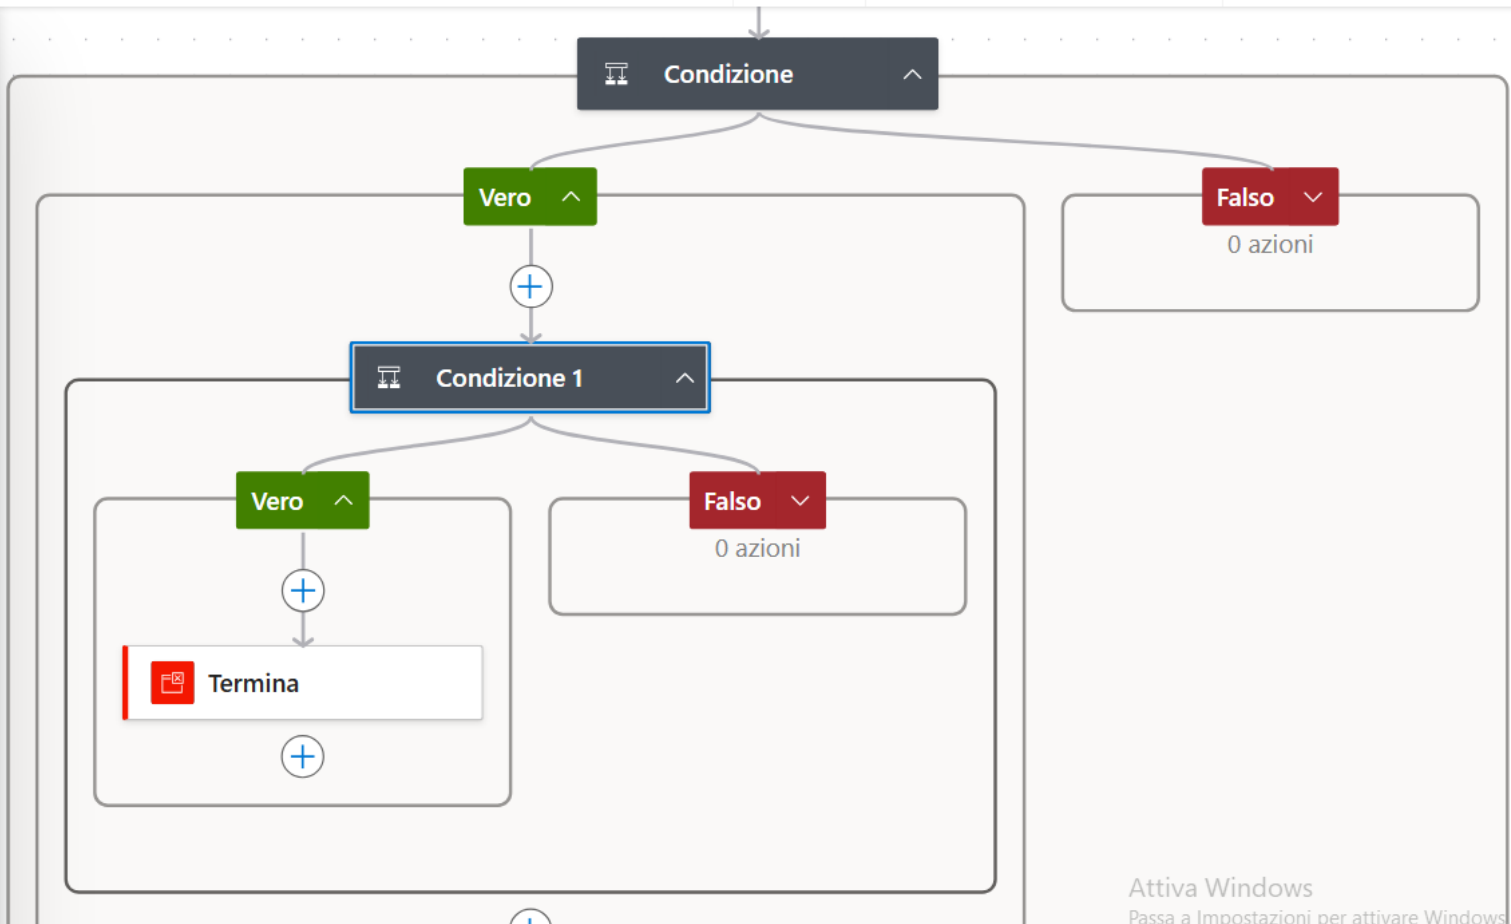 Condizione
Vero
Falso
0 azioni
Condizione 1
Vero
Falso
0 azioni
Termina
Attiva Windows
Passa a Impostazioni per attivare Windows